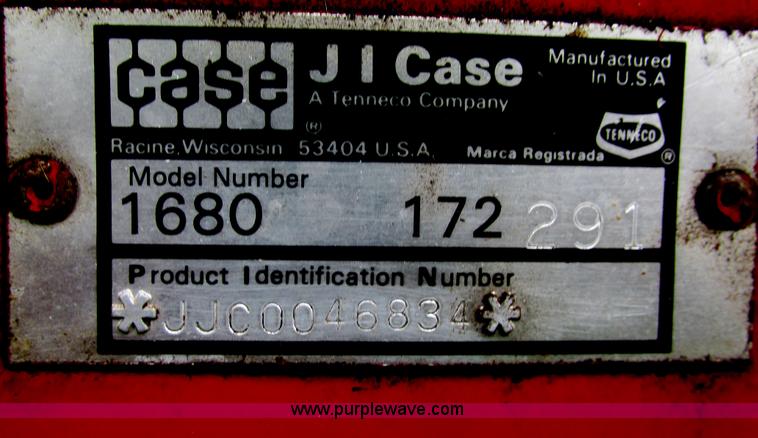 case J I Case Manufactured
In U.S.A
A Tenneco Company
®
TENNECO ®
Racine, Wisconsin 53404 U.S.A. Marca Registrada
Model Number
1680 172 291
Product Identification Number
*JJC0046834*
www.purplewave.com